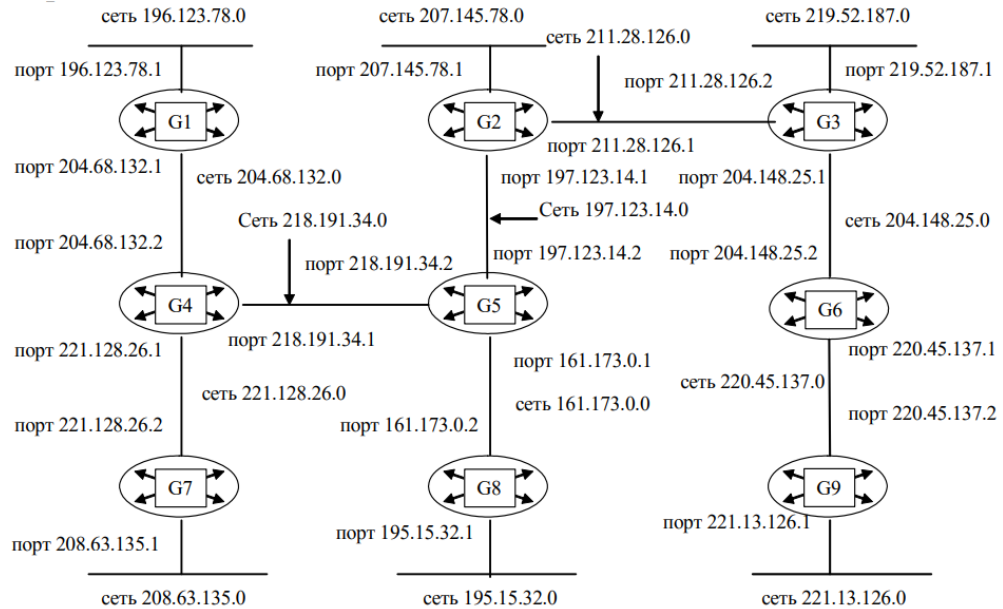 сеть 196.123.78.0
сеть 207.145.78.0
сеть 219.52.187.0
сеть 211.28.126.0
порт 196.123.78.1
порт 207.145.78.1
порт 211.28.126.2
порт 219.52.187.1
G1
G2
G3
порт 211.28.126.1
порт 204.68.132.1
сеть 204.68.132.0
порт 197.123.14.1
порт 204.148.25.1
Сеть 218.191.34.0
Сеть 197.123.14.0
сеть 204.148.25.0
порт 204.68.132.2
порт 218.191.34.2
порт 197.123.14.2
порт 204.148.25.2
G4
G5
G6
порт 221.128.26.1
порт 218.191.34.1
порт 161.173.0.1
порт 220.45.137.1
сеть 221.128.26.0
сеть 161.173.0.0
сеть 220.45.137.0
порт 221.128.26.2
порт 161.173.0.2
порт 220.45.137.2
G7
G8
G9
порт 208.63.135.1
порт 195.15.32.1
порт 221.13.126.1
сеть 208.63.135.0
сеть 195.15.32.0
сеть 221.13.126.0